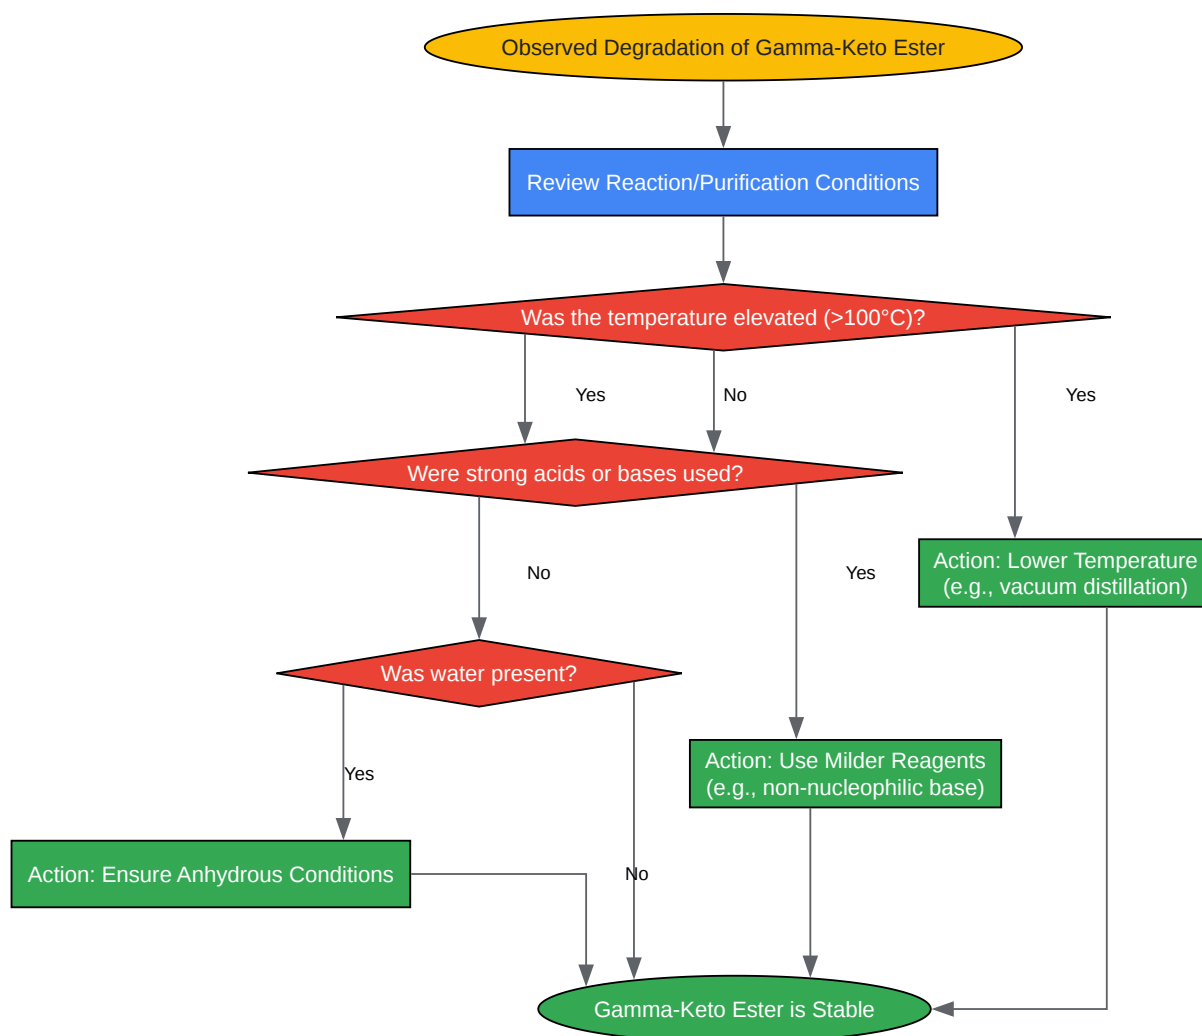 Observed Degradation of Gamma-Keto Ester
Review Reaction/Purification Conditions
Was the temperature elevated (>100°C)?
Yes
No
Yes
Were strong acids or bases used?
No
Yes
Action: Lower Temperature
(e.g., vacuum distillation)
Was water present?
Yes
Action: Use Milder Reagents
(e.g., non-nucleophilic base)
Action: Ensure Anhydrous Conditions
No
Gamma-Keto Ester is Stable